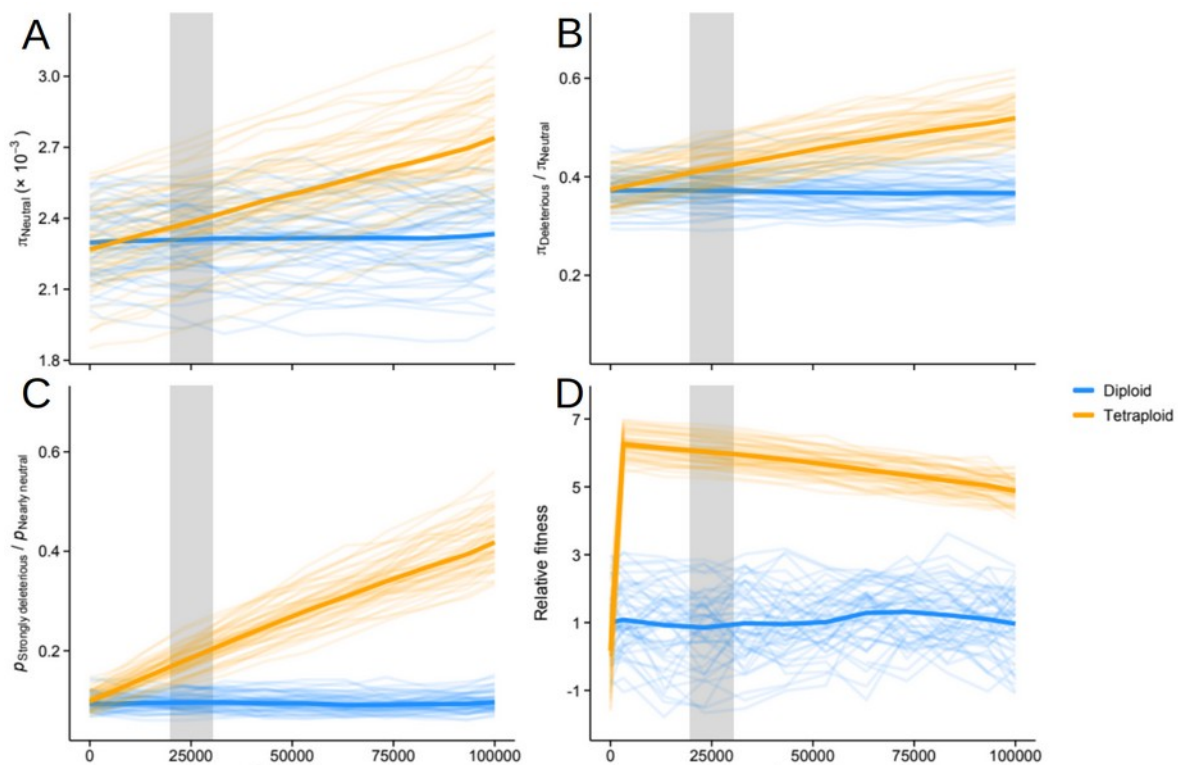 A
3.0
2.7
2.4
2.1
1.8
πNeutral (× 10⁻³)
B
0.6
0.4
0.2
πDeleterious / πNeutral
C
0.6
0.4
0.2
pStrongly deleterious / pNearly neutral
0
25000
50000
75000
100000
D
7
5
3
1
-1
Relative fitness
0
25000
50000
75000
100000
Diploid
Tetraploid